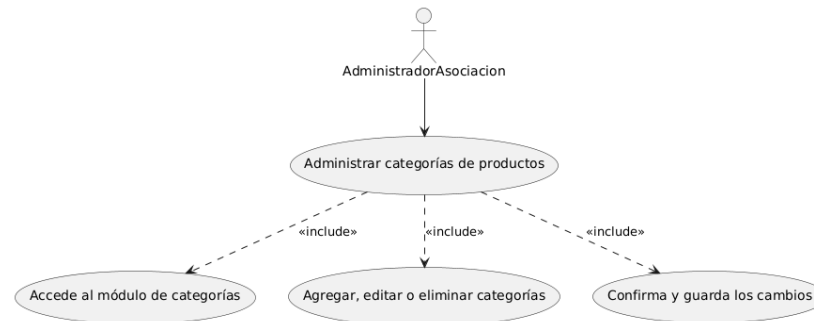 AdministradorAsociacion
Administrar categorías de productos
«include»
«include»
«include»
Accede al módulo de categorías
Agregar, editar o eliminar categorías
Confirma y guarda los cambios